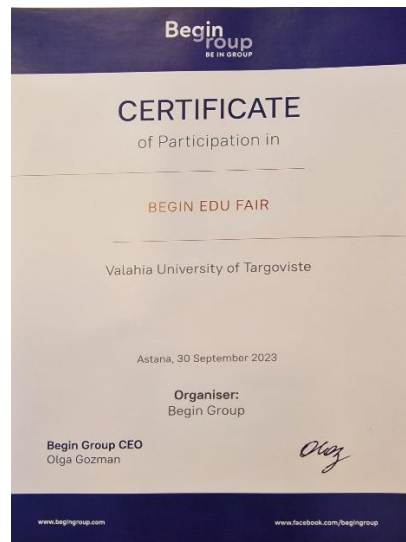 Begin
roup
BE IN GROUP
CERTIFICATE
of Participation in
BEGIN EDU FAIR
Valahia University of Targoviste
Astana, 30 September 2023
Organiser:
Begin Group
Begin Group CEO
Olga Gozman
www.begingroup.com
www.facebook.com/begingroup